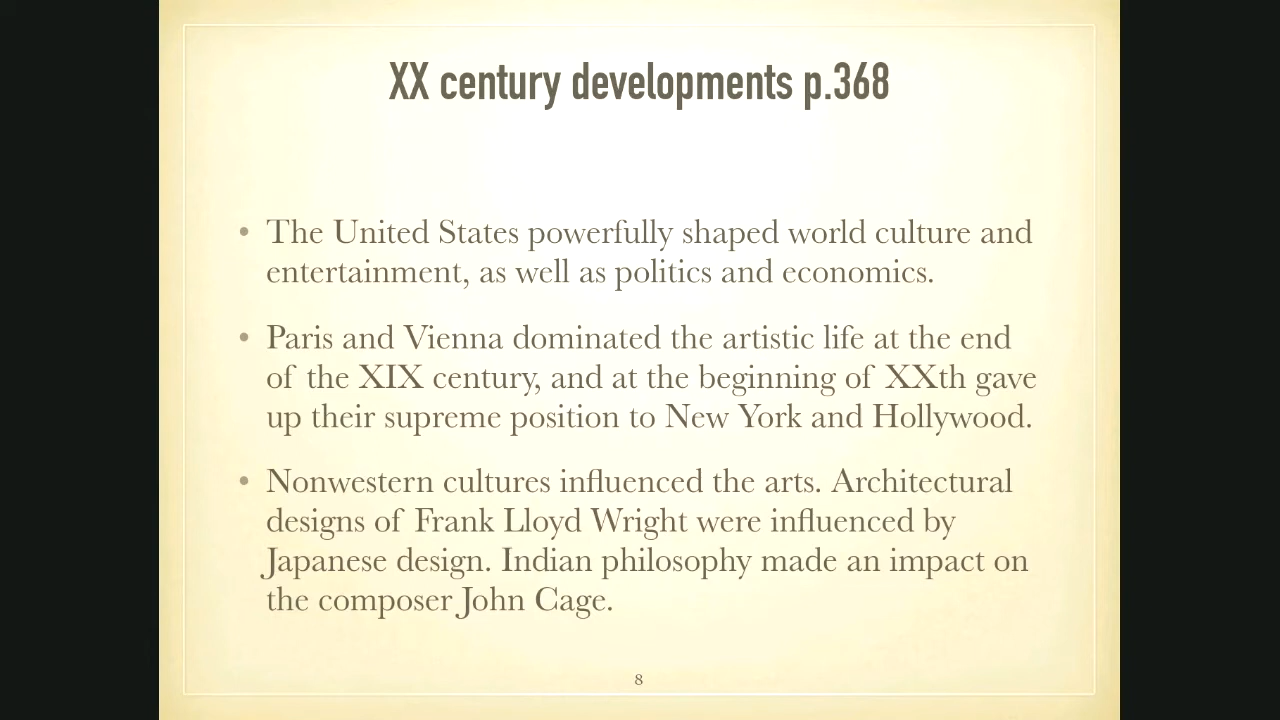 XX century developments p.368
• The United States powerfully shaped world culture and
entertainment, as well as politics and economics.
• Paris and Vienna dominated the artistic life at the end
of the XIX century, and at the beginning of XXth gave
up their supreme position to New York and Hollywood.
• Nonwestern cultures influenced the arts. Architectural
designs of Frank Lloyd Wright were influenced by
Japanese design. Indian philosophy made an impact on
the composer John Cage.
8